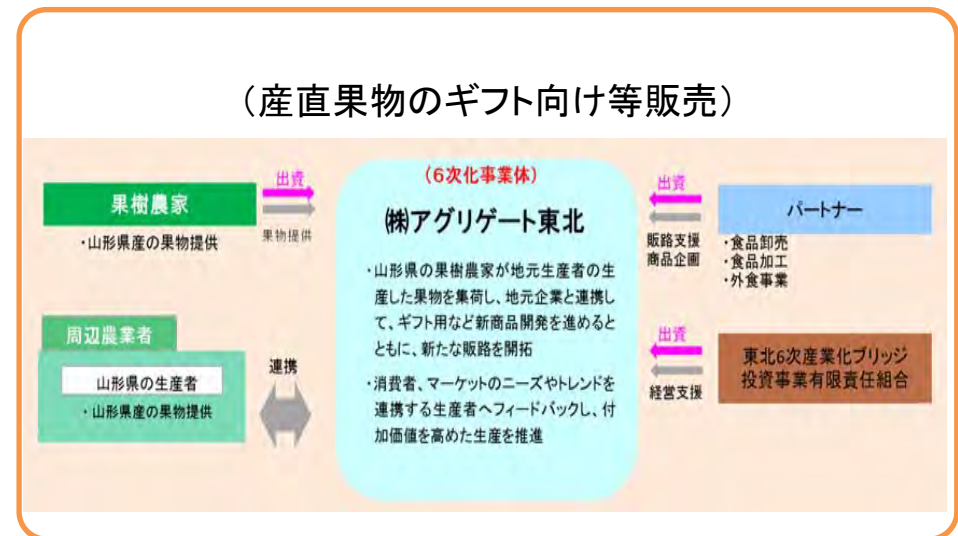 （産直果物のギフト向け等販売）
果樹農家
・山形県産の果物提供
出資
果物提供
周辺農業者
山形県の生産者
・山形県産の果物提供
連携
（6次化事業体）
㈱アグリゲート東北
・山形県の果樹農家が地元生産者の生
産した果物を集荷し、地元企業と連携し
て、ギフト用など新商品開発を進めると
ともに、新たな販路を開拓
・消費者、マーケットのニーズやトレンドを
連携する生産者へフィードバックし、付
加価値を高めた生産を推進
出資
販路支援
商品企画
パートナー
・食品卸売
・食品加工
・外食事業
出資
経営支援
東北6次産業化ブリッジ
投資事業有限責任組合